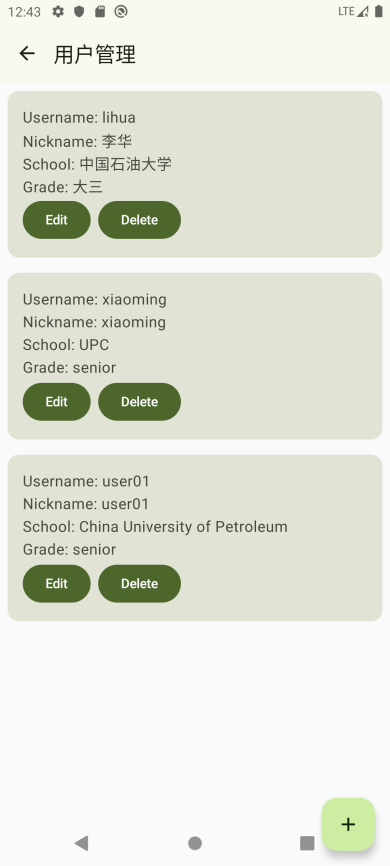 12:43
LTE
用户管理
Username: lihua
Nickname: 李华
School: 中国石油大学
Grade: 大三
Edit Delete
Username: xiaoming
Nickname: xiaoming
School: UPC
Grade: senior
Edit Delete
Username: user01
Nickname: user01
School: China University of Petroleum
Grade: senior
Edit Delete
+